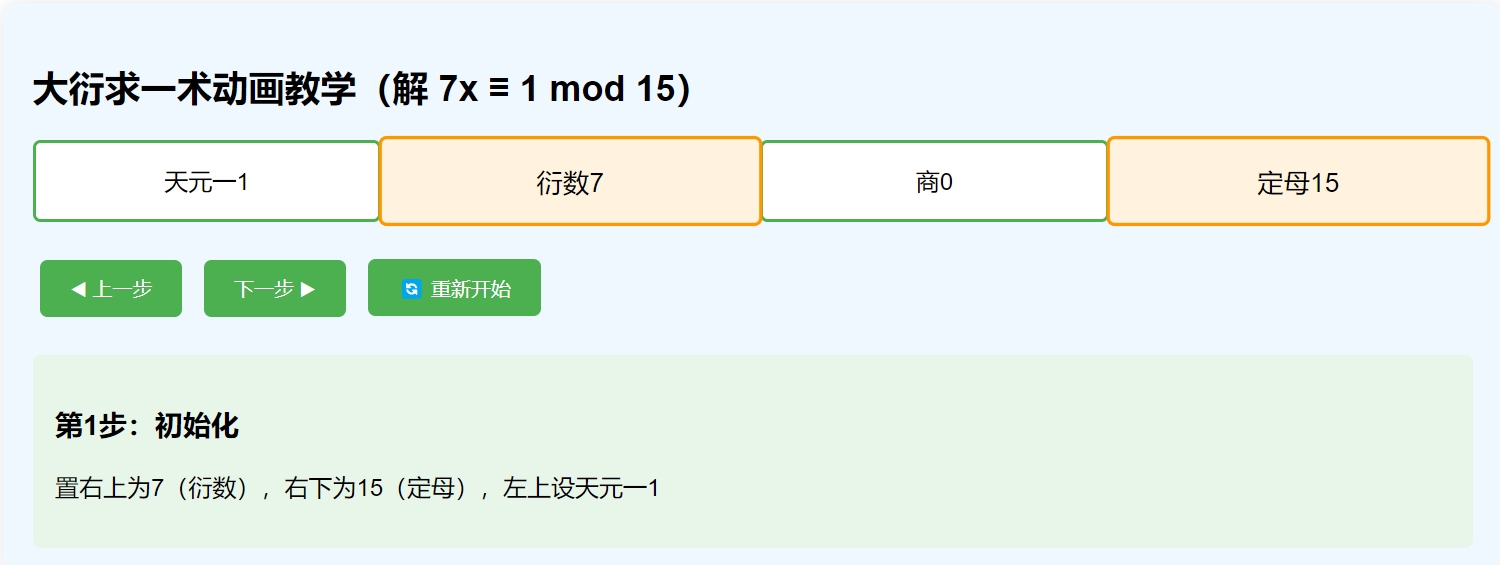 大衍求一术动画教学（解 7x ≡ 1 mod 15）
天元一1 衍数7 商0 定母15
◀ 上一步 下一步 ▶ 🔄 重新开始
第1步：初始化
置右上为7（衍数），右下为15（定母），左上设天元一1